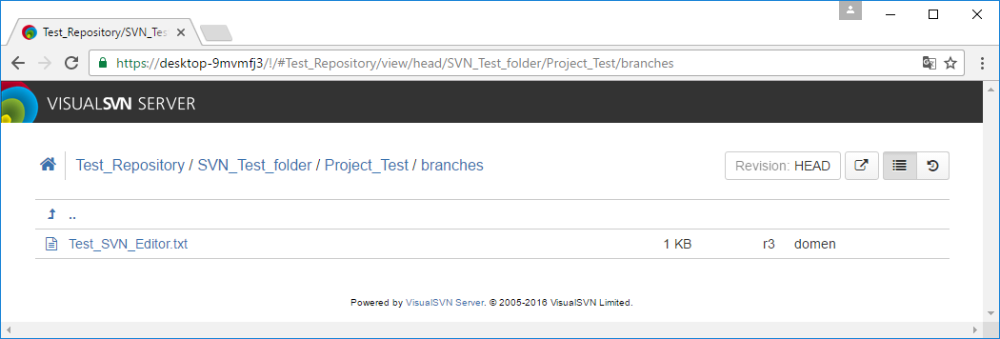 Test_Repository/SVN_Tes
https://desktop-9mvmfj3/!/#Test_Repository/view/head/SVN_Test_folder/Project_Test/branches
VISUALSVN SERVER
Test_Repository / SVN_Test_folder / Project_Test / branches
Revision: HEAD
..
Test_SVN_Editor.txt 1 KB r3 domen
Powered by VisualSVN Server. © 2005-2016 VisualSVN Limited.